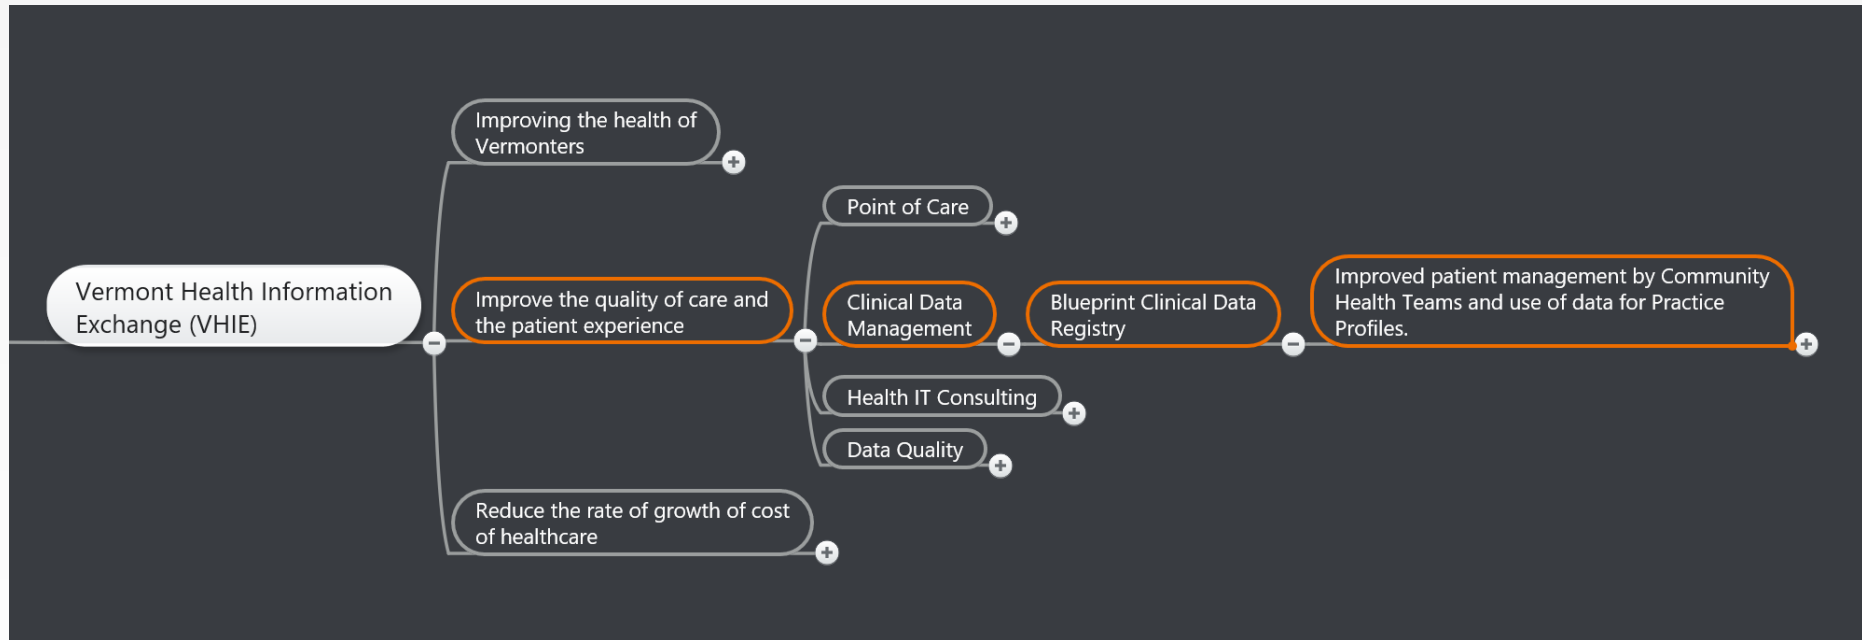 Vermont Health Information
Exchange (VHIE)
Improving the health of
Vermonters
Improve the quality of care and
the patient experience
Point of Care
Clinical Data
Management
Blueprint Clinical Data
Registry
Improved patient management by Community
Health Teams and use of data for Practice
Profiles.
Health IT Consulting
Data Quality
Reduce the rate of growth of cost
of healthcare